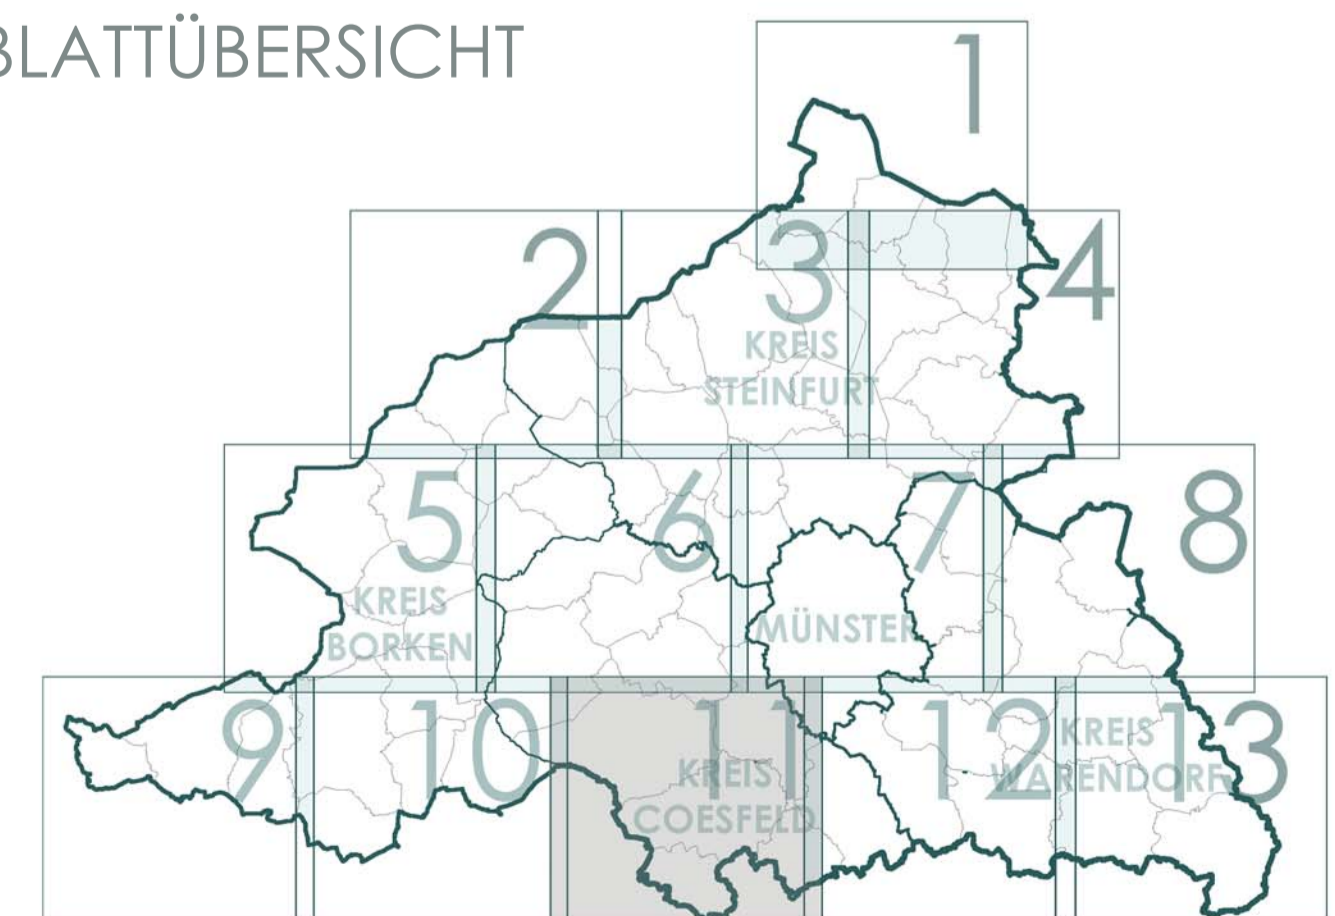 BLATTÜBERSICHT
1
2
3
4
KREIS
STEINFURT
5
6
7
8
KREIS
BORKEN
MÜNSTER
9
10
11
12
13
KREIS
COESFELD
KREIS
WARENDORF